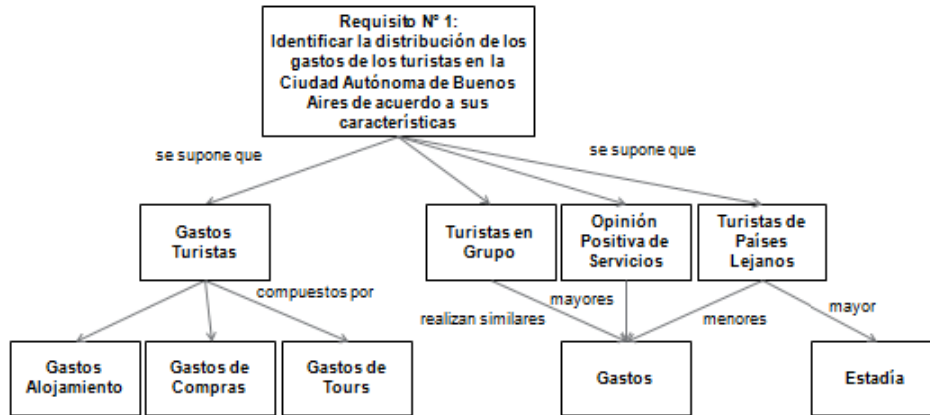 Requisito Nº 1:
Identificar la distribución de los
gastos de los turistas en la
Ciudad Autónoma de Buenos
Aires de acuerdo a sus
características
se supone que
se supone que
Gastos
Turistas
Turistas en
Grupo
Opinión
Positiva de
Servicios
Turistas de
Países
Lejanos
compuestos por
realizan similares
mayores
menores
mayor
Gastos
Alojamiento
Gastos de
Compras
Gastos de
Tours
Gastos
Estadía